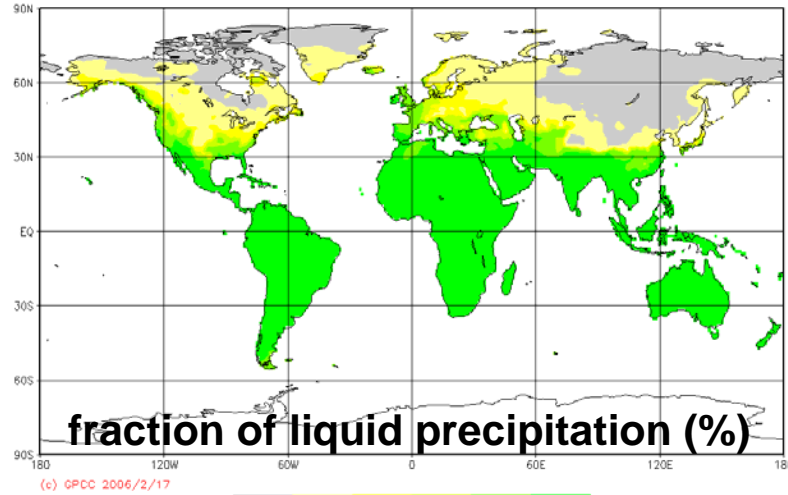 90N
60N
30N
EQ
30S
60S
fraction of liquid precipitation (%)
90S
180 120W 60W 0 60E 120E 180
(c) GPCC 2006/2/17